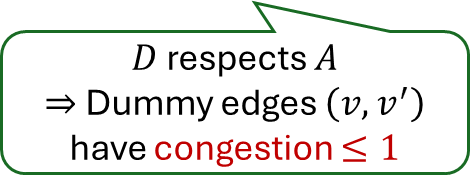 D respects A
⇒ Dummy edges (v, v′)
have congestion ≤ 1